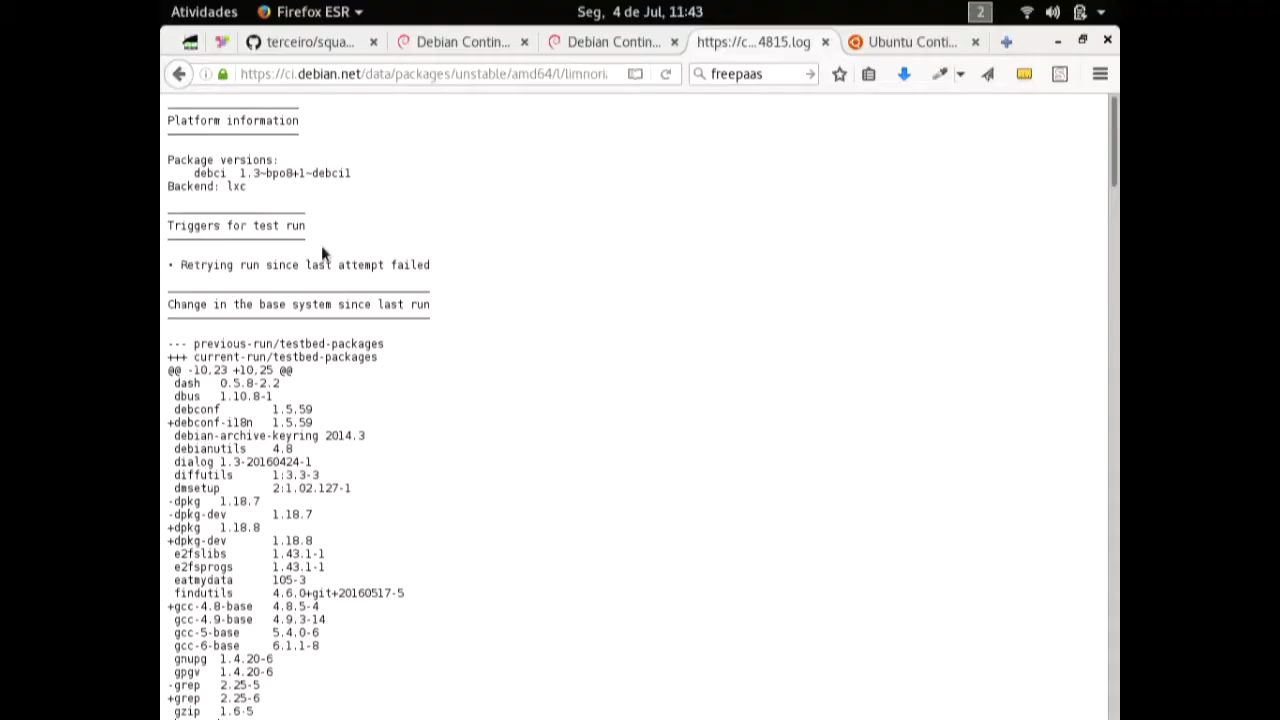 Atividades Firefox ESR Seg, 4 de Jul, 11:43 2
terceiro/squa... Debian Contin... Debian Contin... https://c...4815.log Ubuntu Conti...
https://ci.debian.net/data/packages/unstable/amd64/l/limnori freepaas
Platform information
Package versions:
debci 1.3~bpo8+1~debci1
Backend: lxc
Triggers for test run
• Retrying run since last attempt failed
Change in the base system since last run
--- previous-run/testbed-packages
+++ current-run/testbed-packages
@@ -10,23 +10,25 @@
dash 0.5.8-2.2
dbus 1.10.8-1
debconf 1.5.59
+debconf-i18n 1.5.59
debian-archive-keyring 2014.3
debianutils 4.8
dialog 1.3-20160424-1
diffutils 1:3.3-3
dmsetup 2:1.02.127-1
-dpkg 1.18.7
-dpkg-dev 1.18.7
+dpkg 1.18.8
+dpkg-dev 1.18.8
e2fslibs 1.43.1-1
e2fsprogs 1.43.1-1
eatmydata 105-3
findutils 4.6.0+git+20160517-5
+gcc-4.8-base 4.8.5-4
gcc-4.9-base 4.9.3-14
gcc-5-base 5.4.0-6
gcc-6-base 6.1.1-8
gnupg 1.4.20-6
gpgv 1.4.20-6
-grep 2.25-5
+grep 2.25-6
gzip 1.6-5